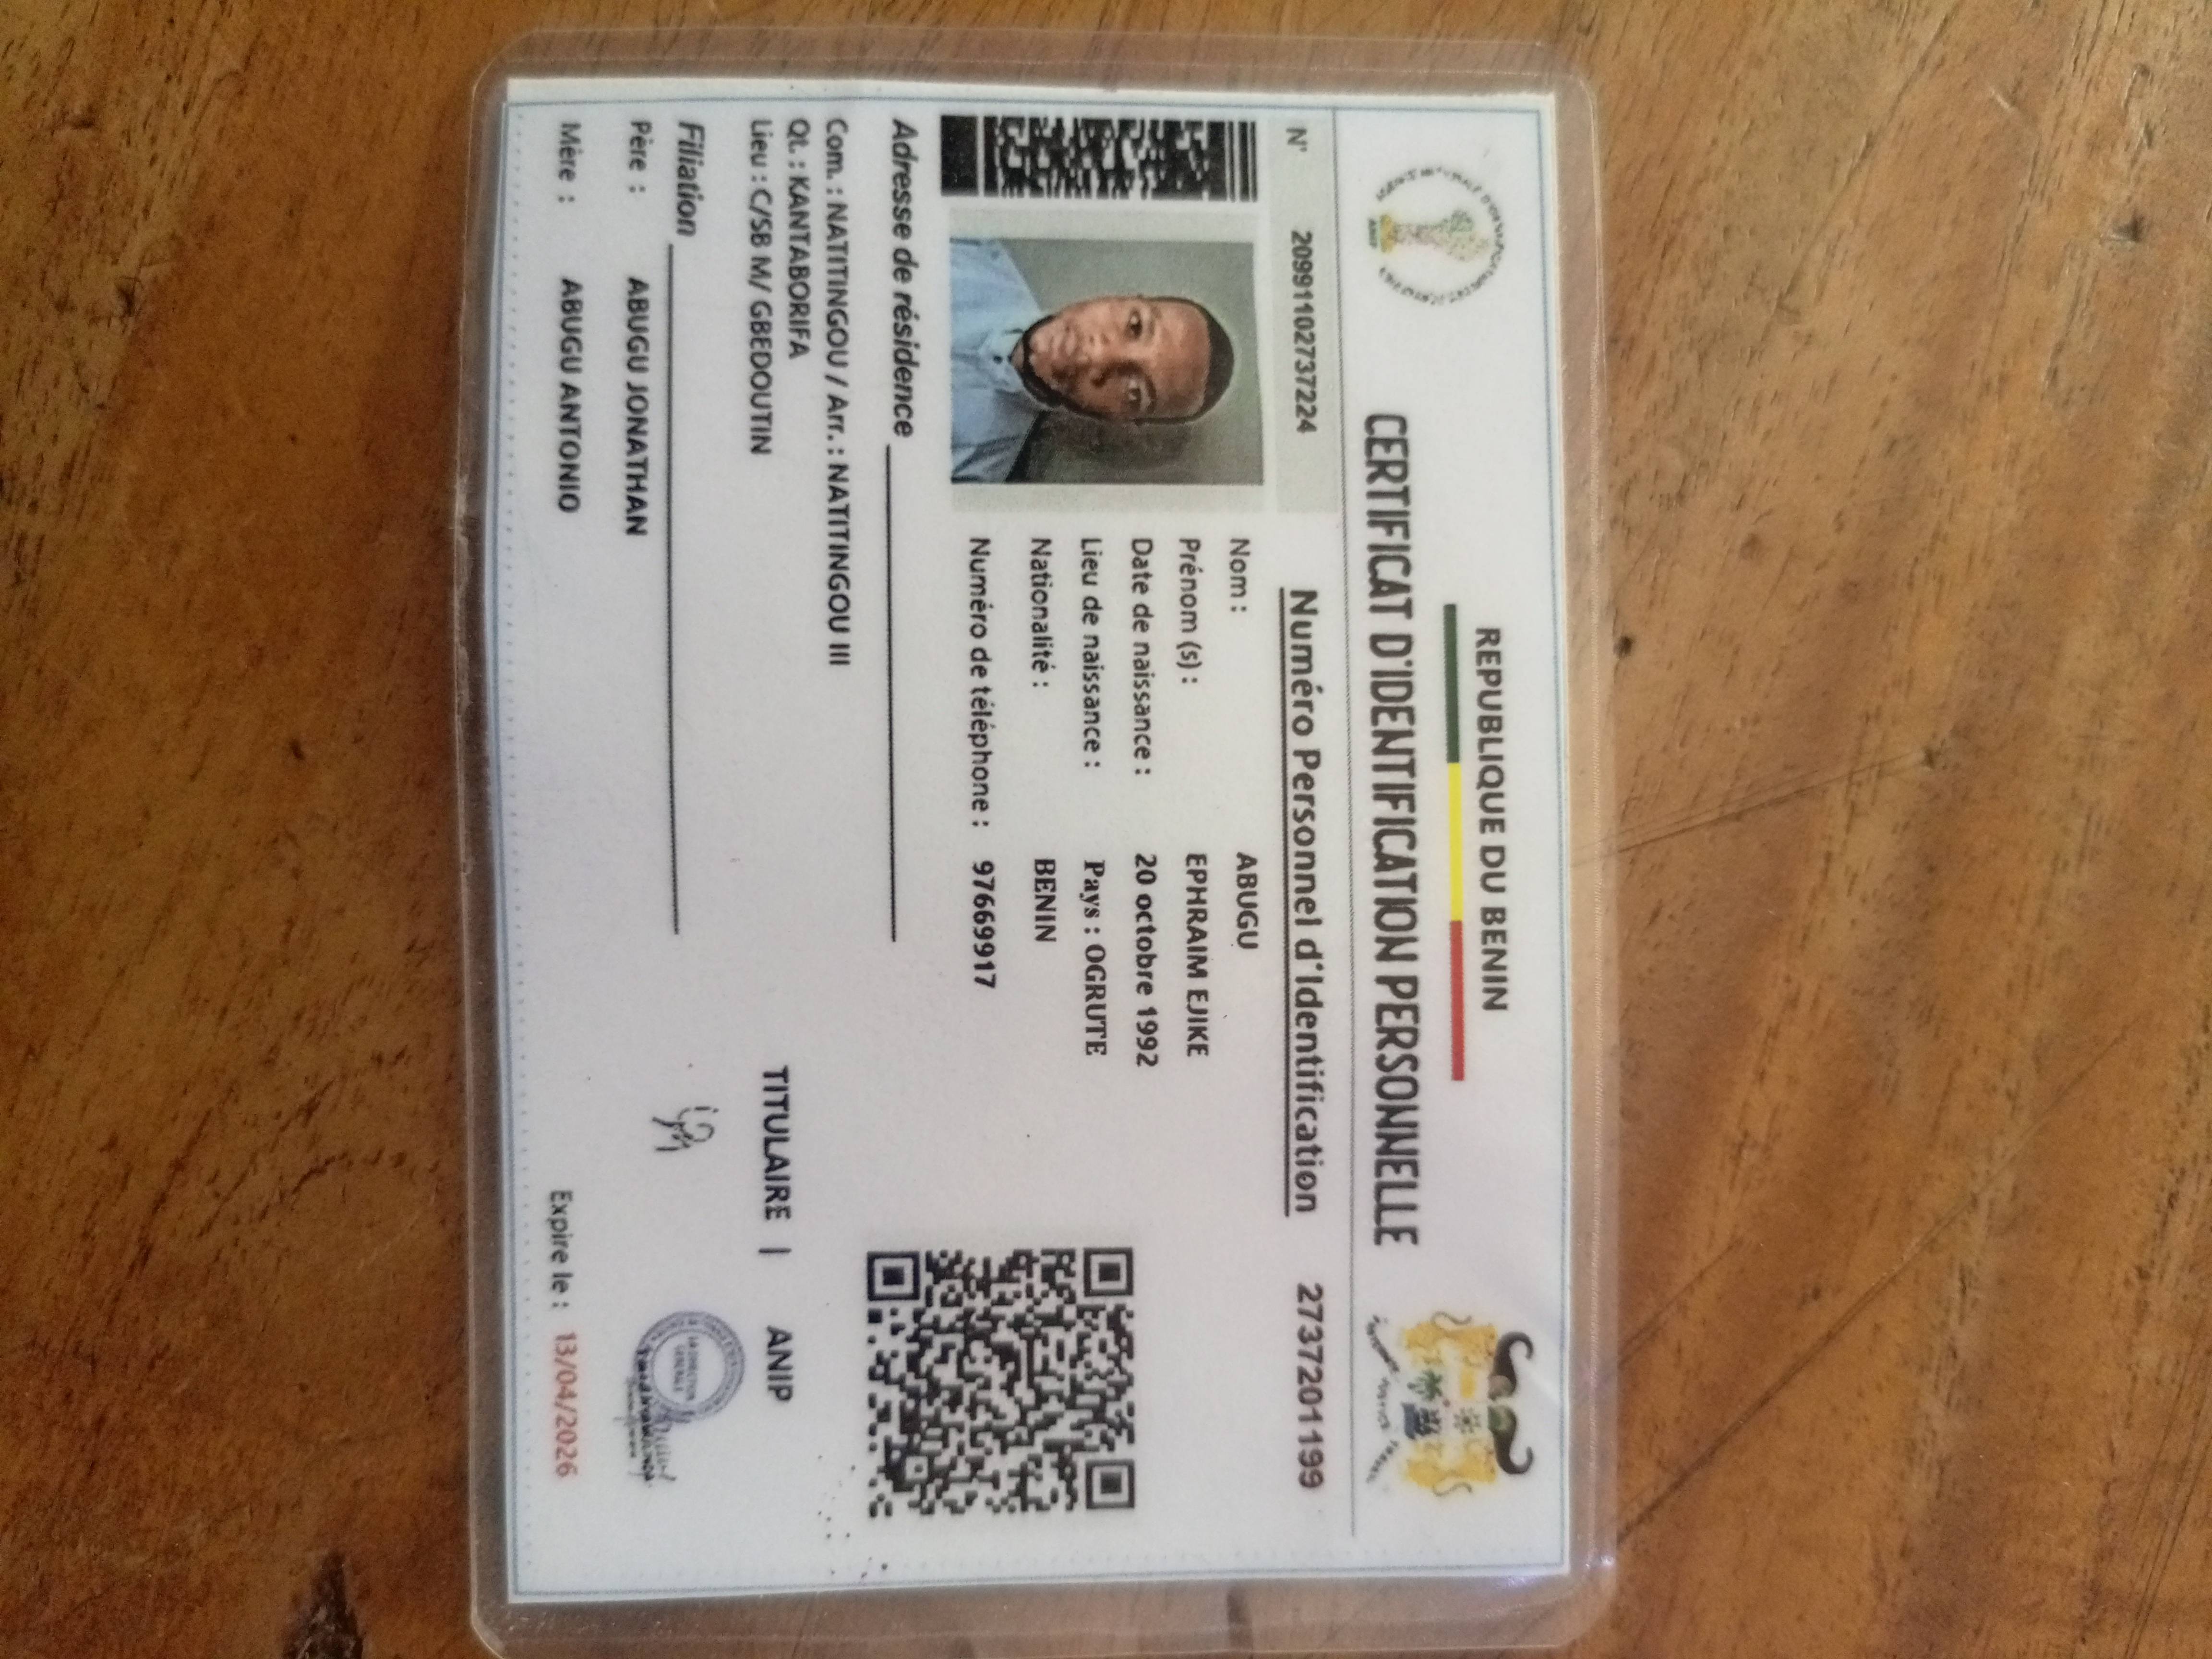 REPUBLIQUE DU BENIN
CERTIFICAT D'IDENTIFICATION PERSONNELLE
N° 20991102737224
Numéro Personnel d'Identification 2737201199
Nom : ABUGU
Prénom (s) : EPHRAIM EJIKE
Date de naissance : 20 octobre 1992
Lieu de naissance : Pays : OGRUTE
Nationalité : BENIN
Numéro de téléphone : 97669917
Adresse de résidence
Com. : NATITINGOU / Arr. : NATITINGOU III
Qt. : KANTABORIFA
Lieu : C/SB M/ GBEDOUTIN
TITULAIRE | ANIP
Filiation
Père : ABUGU JONATHAN
Mère : ABUGU ANTONIO
Expire le : 13/04/2026